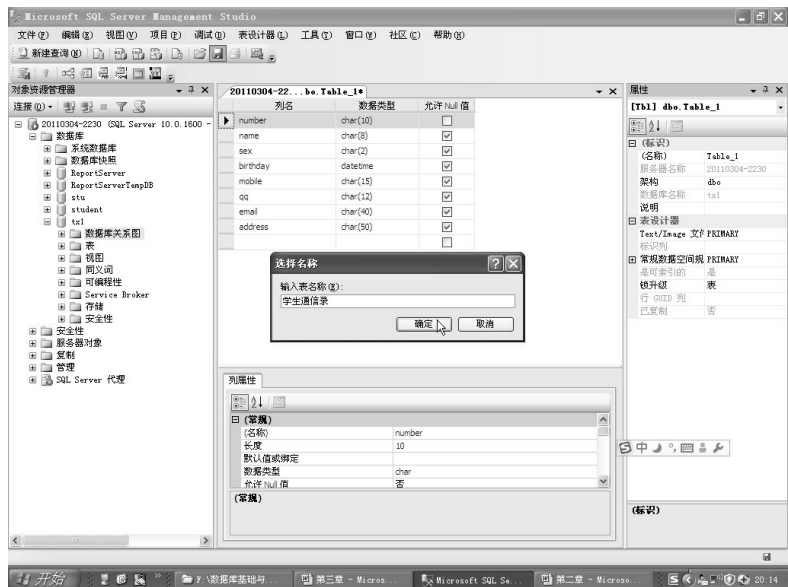 Microsoft SQL Server Management Studio
文件(F) 编辑(E) 视图(V) 项目(P) 调试(D) 表设计器(L) 工具(T) 窗口(W) 社区(C) 帮助(H)
新建查询(N)
对象资源管理器
连接(O)
20110304-2230 (SQL Server 10.0.1600 -
数据库
系统数据库
数据库快照
ReportServer
ReportServerTempDB
stu
student
txl
数据库关系图
表
视图
同义词
可编程性
Service Broker
存储
安全性
安全性
服务器对象
复制
管理
SQL Server 代理
20110304-22...bo.Table_1*
列名 数据类型 允许 Null 值
number char(10)
name char(8)
sex char(2)
birthday datetime
mobile char(15)
qq char(12)
email char(40)
address char(50)
选择名称
输入表名称(E):
学生通信录
确定 取消
列属性
(常规)
(名称) number
长度 10
默认值或绑定
数据类型 char
允许 Null 值 否
(常规)
属性
[Tbl] dbo.Table_1
(标识)
(名称) Table_1
服务器名称 20110304-2230
架构 dbo
数据库名称 txl
说明
表设计器
Text/Image 文件 PRIMARY
标识列
常规数据空间规 PRIMARY
是可索引的 是
锁升级 表
行 GUID 列
已复制 否
中
(标识)
开始 F:\数据库基础与... 第三章 - Micros... Microsoft SQL Se... 第二章 - Microso... 20:14